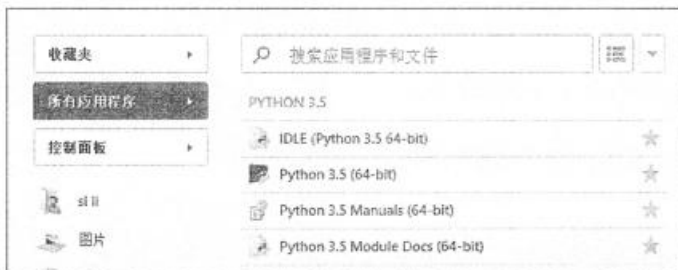 收藏夹
所有应用程序
控制面板
sl li
图片
搜索应用程序和文件
PYTHON 3.5
IDLE (Python 3.5 64-bit)
Python 3.5 (64-bit)
Python 3.5 Manuals (64-bit)
Python 3.5 Module Docs (64-bit)